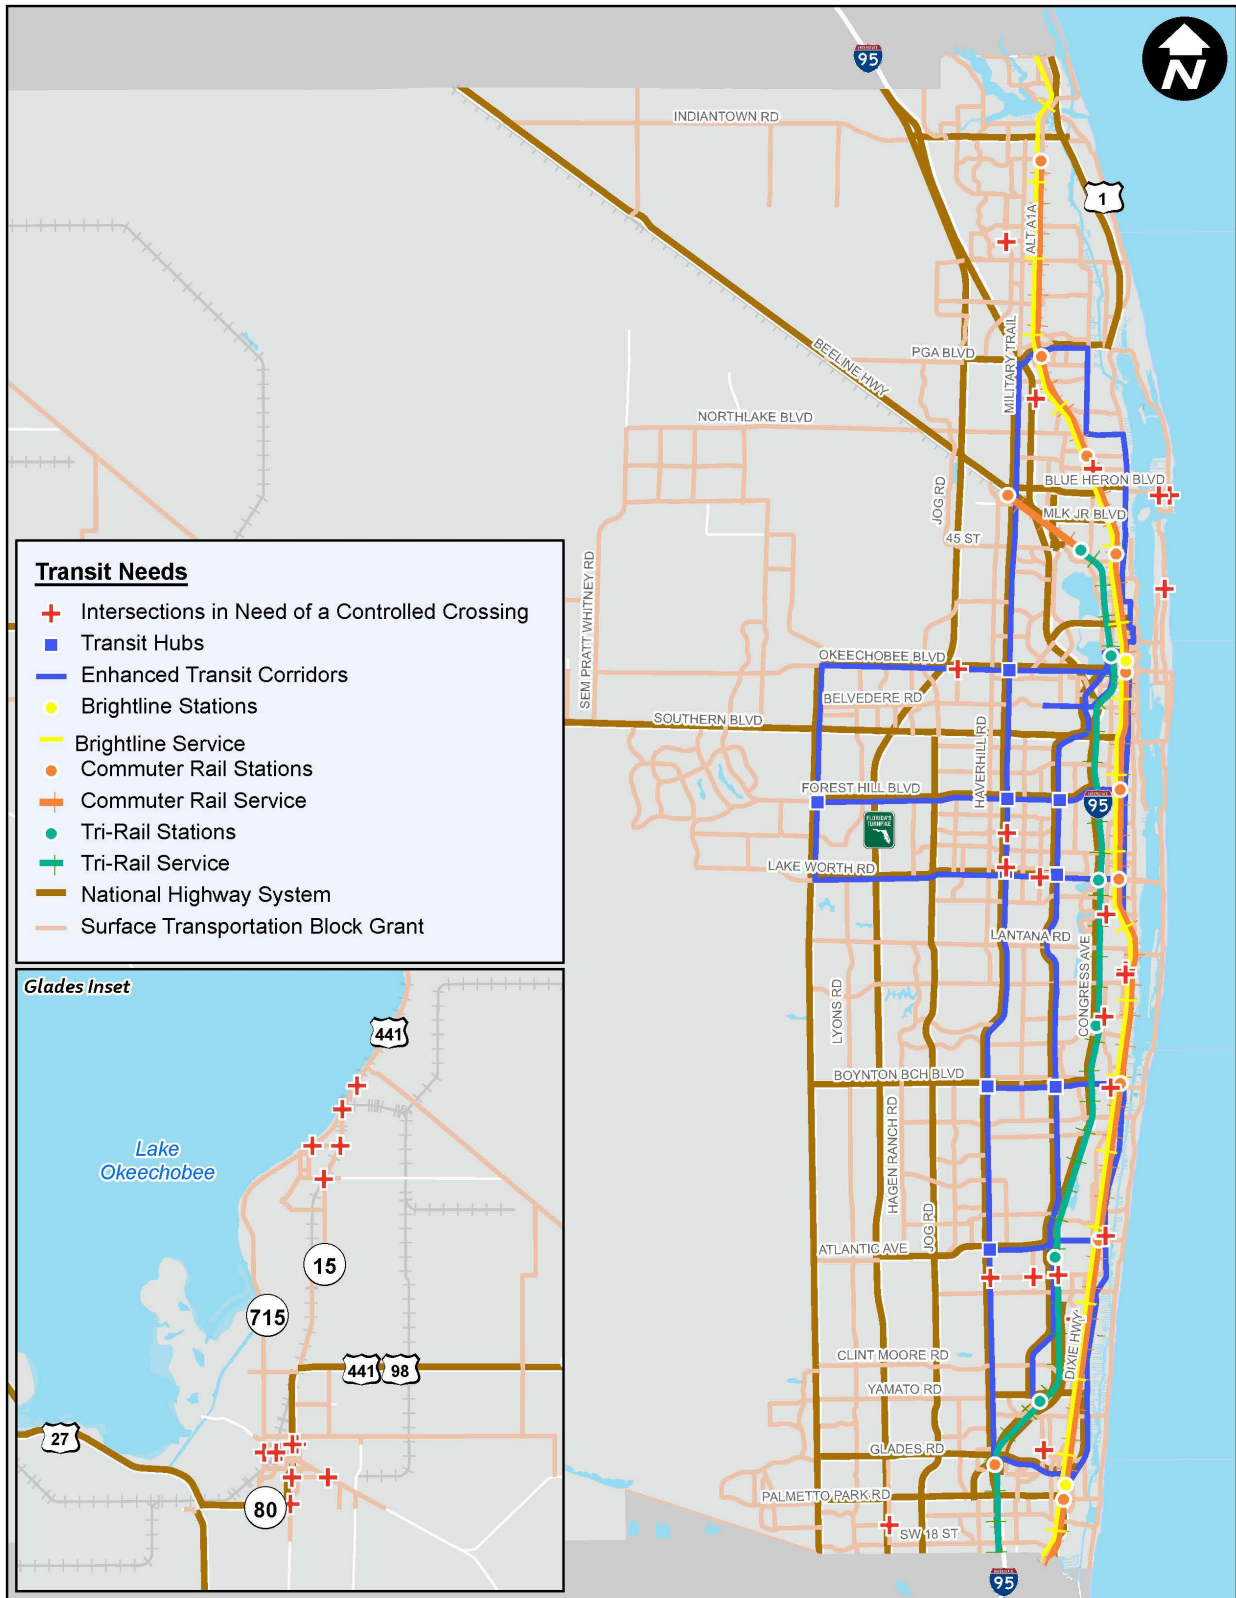 95
N
INDIANTOWN RD
1
ALT A1A
MILITARY TRAIL
PGA BLVD
BEELINE HWY
NORTHLAKE BLVD
BLUE HERON BLVD
JOG RD
MLK JR BLVD
45 ST
SEM PRATT WHITNEY RD
OKEECHOBEE BLVD
BELVEDERE RD
SOUTHERN BLVD
HAVERHILL RD
FOREST HILL BLVD
95
FLORIDA'S
TURNPIKE
LAKE WORTH RD
LANTANA RD
CONGRESS AVE
LYONS RD
BOYNTON BCH BLVD
HAGEN RANCH RD
JOG RD
ATLANTIC AVE
DIXIE HWY
CLINT MOORE RD
YAMATO RD
GLADES RD
PALMETTO PARK RD
SW 18 ST
95
Transit Needs
Intersections in Need of a Controlled Crossing
Transit Hubs
Enhanced Transit Corridors
Brightline Stations
Brightline Service
Commuter Rail Stations
Commuter Rail Service
Tri-Rail Stations
Tri-Rail Service
National Highway System
Surface Transportation Block Grant
Glades Inset
441
Lake
Okeechobee
15
715
441
98
27
80